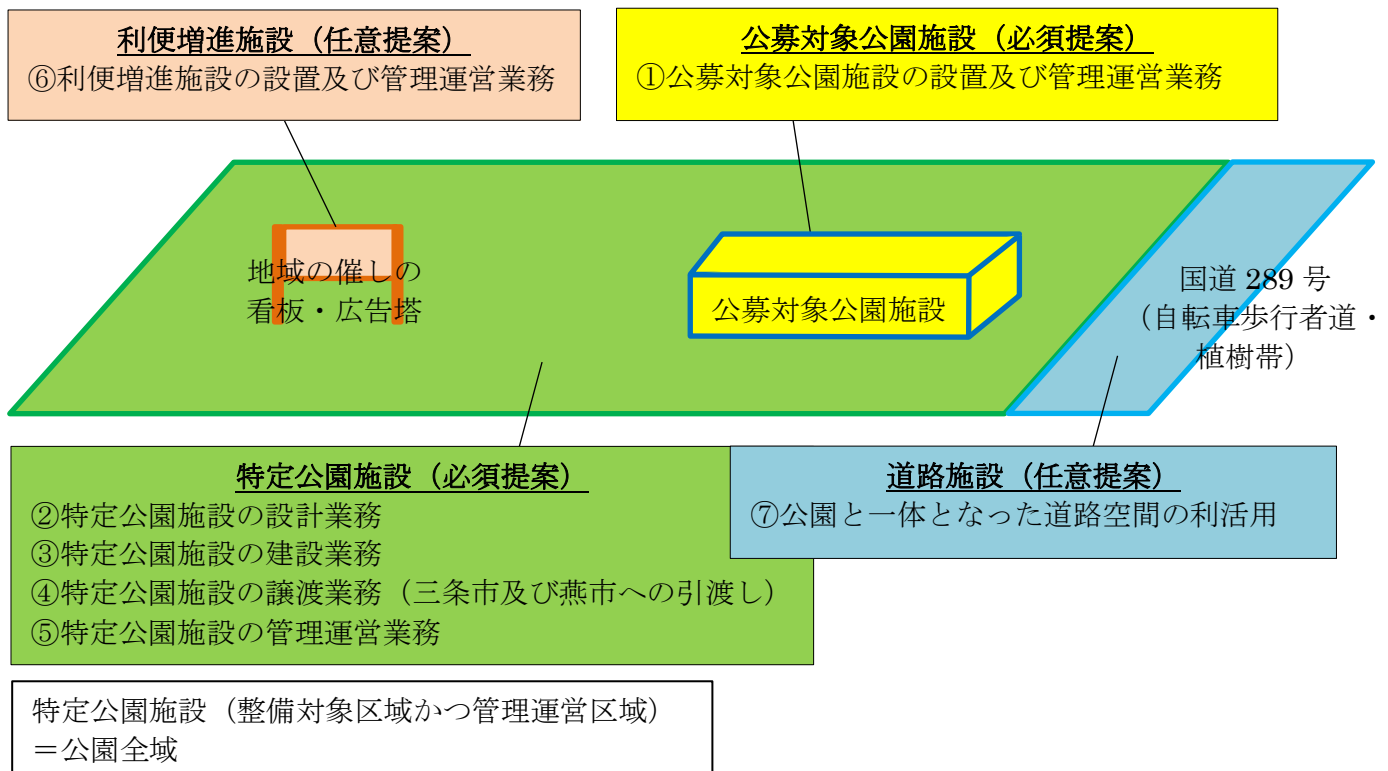 利便増進施設(任意提案)
⑥利便増進施設の設置及び管理運営業務
公募対象公園施設(必須提案)
①公募対象公園施設の設置及び管理運営業務
地域の催しの
看板・広告塔
公募対象公園施設
国道 289 号
(自転車歩行者道・
植樹帯)
特定公園施設(必須提案)
②特定公園施設の設計業務
③特定公園施設の建設業務
④特定公園施設の譲渡業務(三条市及び燕市への引渡し)
⑤特定公園施設の管理運営業務
道路施設(任意提案)
⑦公園と一体となった道路空間の利活用
特定公園施設(整備対象区域かつ管理運営区域)
=公園全域